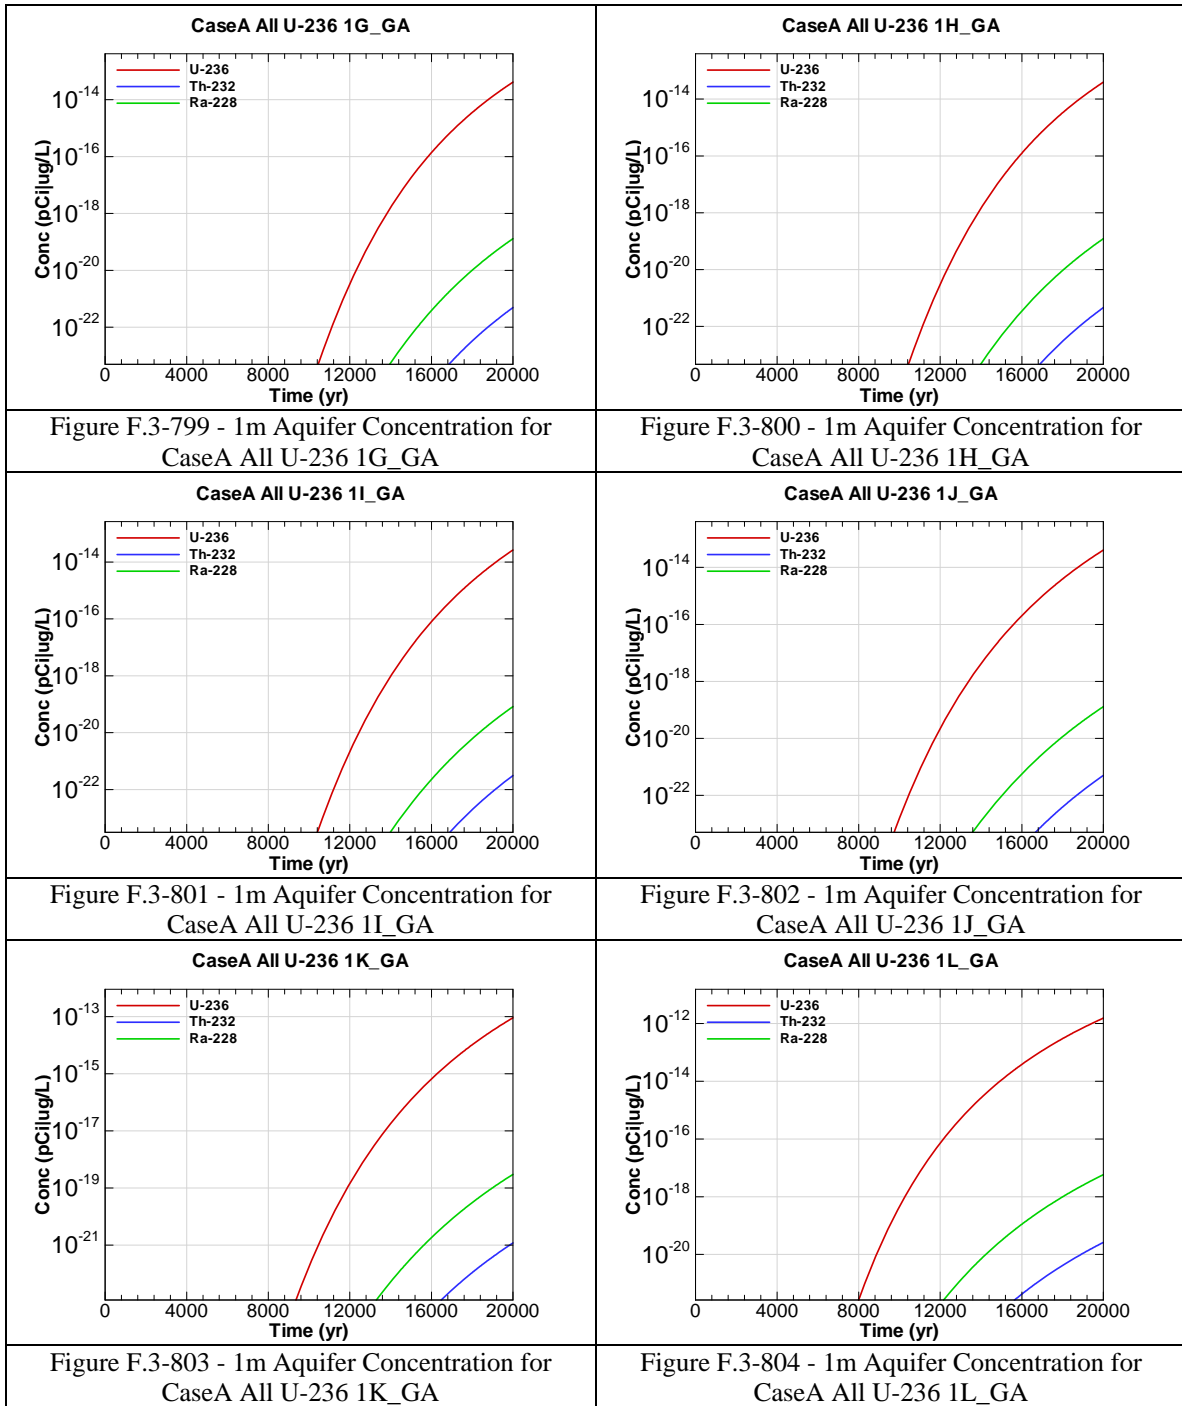 CaseA All U-236 1G_GA
U-236
Th-232
Ra-228
10-14
10-16
10-18
10-20
10-22
Conc (pCi|ug/L)
0 4000 8000 12000 16000 20000
Time (yr)
Figure F.3-799 - 1m Aquifer Concentration for
CaseA All U-236 1G_GA
CaseA All U-236 1H_GA
U-236
Th-232
Ra-228
10-14
10-16
10-18
10-20
10-22
Conc (pCi|ug/L)
0 4000 8000 12000 16000 20000
Time (yr)
Figure F.3-800 - 1m Aquifer Concentration for
CaseA All U-236 1H_GA
CaseA All U-236 1I_GA
U-236
Th-232
Ra-228
10-14
10-16
10-18
10-20
10-22
Conc (pCi|ug/L)
0 4000 8000 12000 16000 20000
Time (yr)
Figure F.3-801 - 1m Aquifer Concentration for
CaseA All U-236 1I_GA
CaseA All U-236 1J_GA
U-236
Th-232
Ra-228
10-14
10-16
10-18
10-20
10-22
Conc (pCi|ug/L)
0 4000 8000 12000 16000 20000
Time (yr)
Figure F.3-802 - 1m Aquifer Concentration for
CaseA All U-236 1J_GA
CaseA All U-236 1K_GA
U-236
Th-232
Ra-228
10-13
10-15
10-17
10-19
10-21
Conc (pCi|ug/L)
0 4000 8000 12000 16000 20000
Time (yr)
Figure F.3-803 - 1m Aquifer Concentration for
CaseA All U-236 1K_GA
CaseA All U-236 1L_GA
U-236
Th-232
Ra-228
10-12
10-14
10-16
10-18
10-20
Conc (pCi|ug/L)
0 4000 8000 12000 16000 20000
Time (yr)
Figure F.3-804 - 1m Aquifer Concentration for
CaseA All U-236 1L_GA